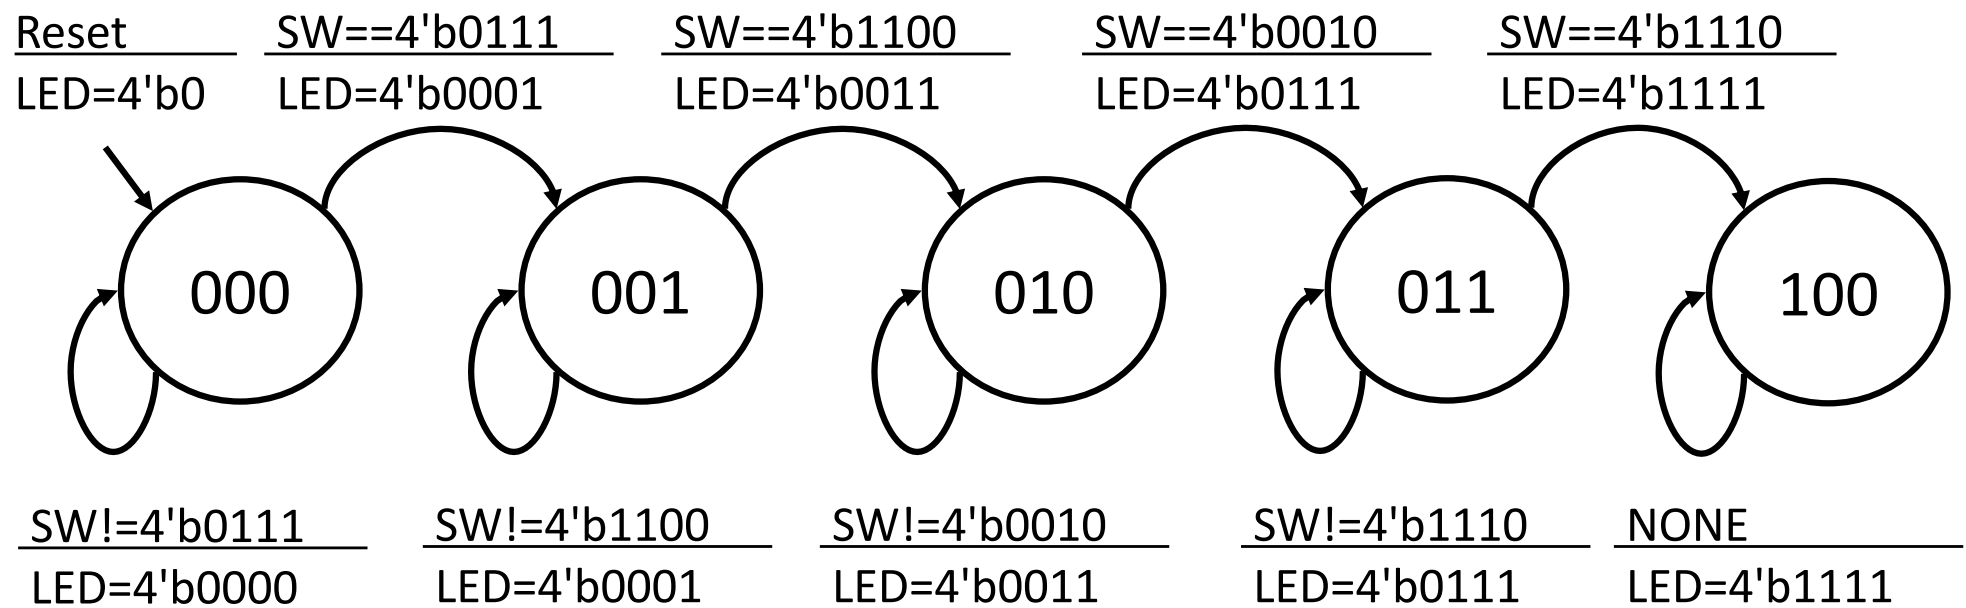 Reset SW==4'b0111 SW==4'b1100 SW==4'b0010 SW==4'b1110
LED=4'b0 LED=4'b0001 LED=4'b0011 LED=4'b0111 LED=4'b1111
000 001 010 011 100
SW!=4'b0111 SW!=4'b1100 SW!=4'b0010 SW!=4'b1110 NONE
LED=4'b0000 LED=4'b0001 LED=4'b0011 LED=4'b0111 LED=4'b1111